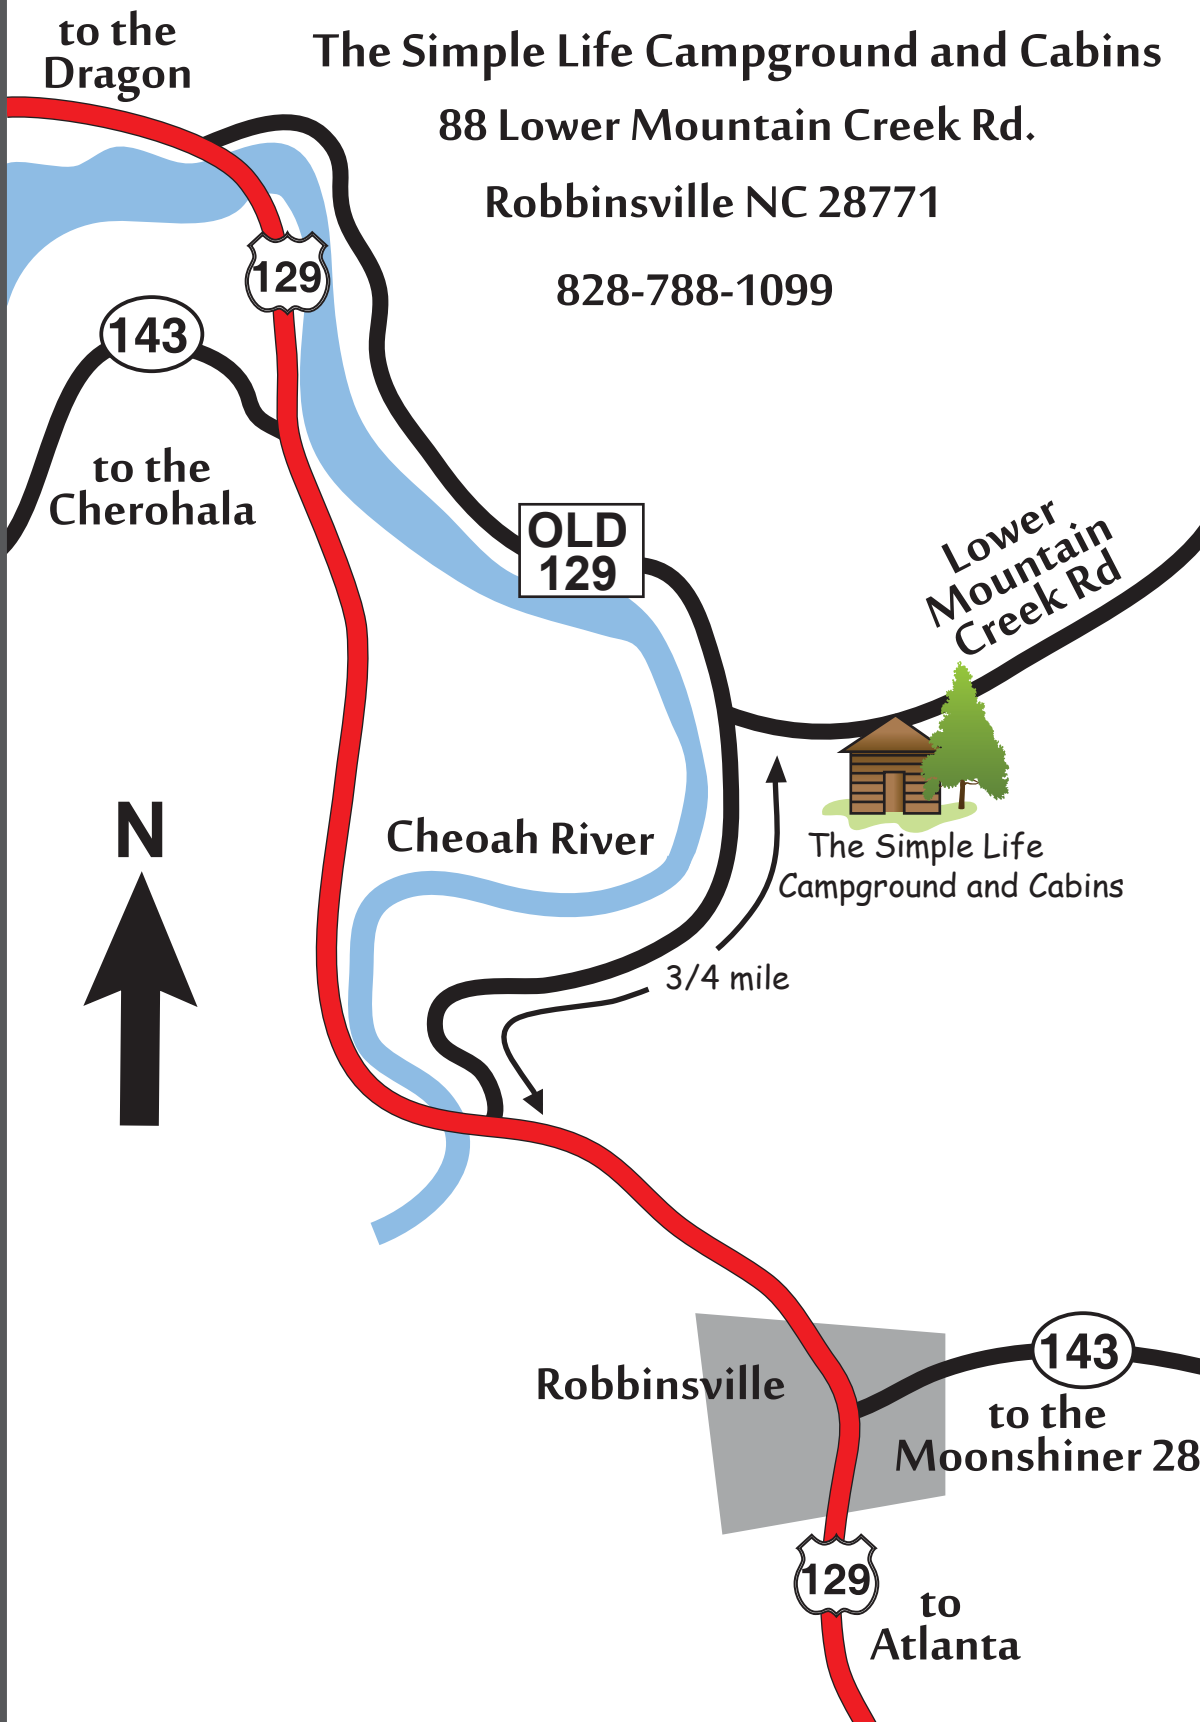 to the
Dragon
The Simple Life Campground and Cabins
88 Lower Mountain Creek Rd.
Robbinsville NC 28771
828-788-1099
129
143
to the
Cherohala
OLD
129
Lower
Mountain
Creek Rd
N
Cheoah River
The Simple Life
Campground and Cabins
3/4 mile
Robbinsville
143
to the
Moonshiner 28
129
to
Atlanta